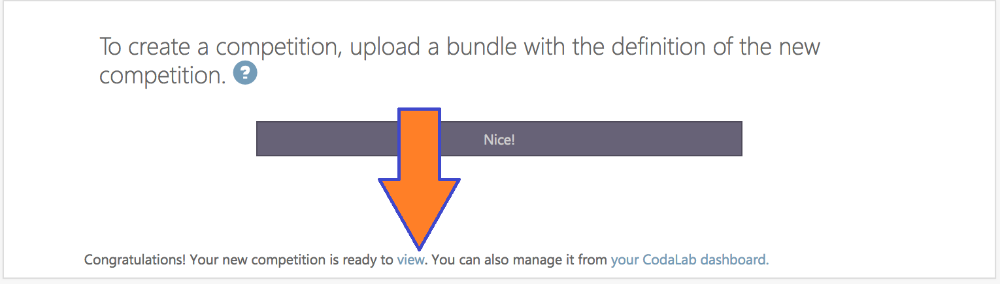 To create a competition, upload a bundle with the definition of the new
competition. ?
Nice!
Congratulations! Your new competition is ready to view. You can also manage it from your CodaLab dashboard.